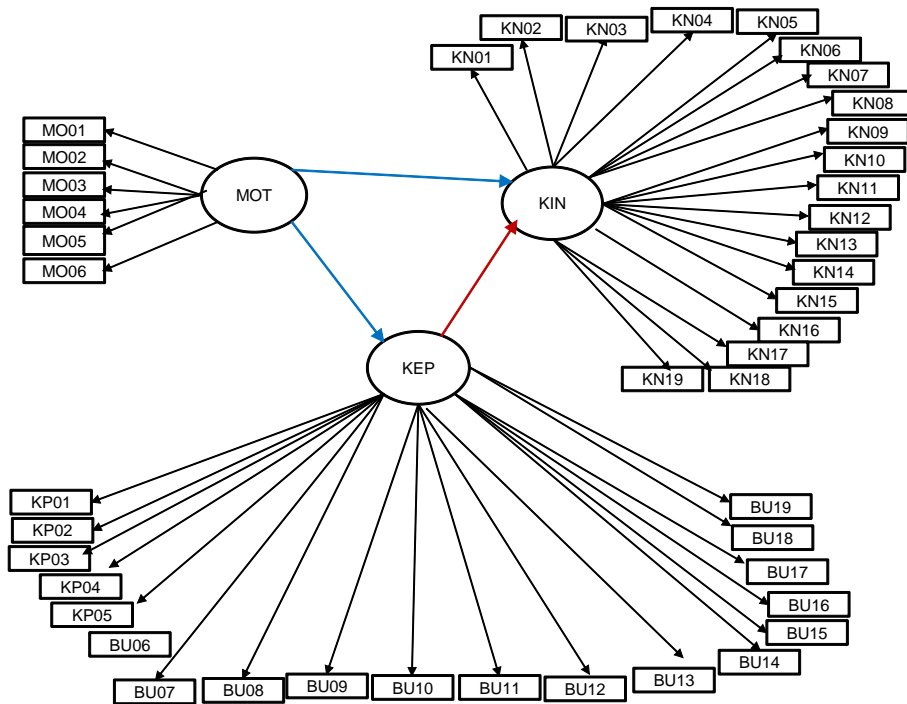 KN01
KN02
KN03
KN04
KN05
KN06
KN07
KN08
KN09
KN10
KN11
KN12
KN13
KN14
KN15
KN16
KN17
KN18
KN19
MO01
MO02
MO03
MO04
MO05
MO06
MOT
KIN
KEP
KP01
KP02
KP03
KP04
KP05
BU06
BU07
BU08
BU09
BU10
BU11
BU12
BU13
BU14
BU15
BU16
BU17
BU18
BU19